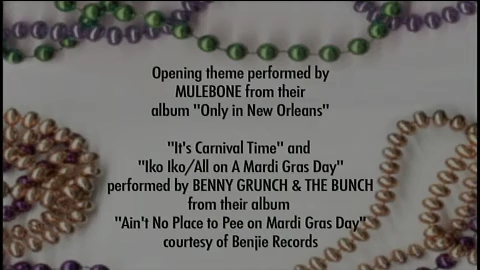 Opening theme performed by
MULEBONE from their
album "Only in New Orleans"
"It's Carnival Time" and
"Iko Iko/All on A Mardi Gras Day"
performed by BENNY GRUNCH & THE BUNCH
from their album
"Ain't No Place to Pee on Mardi Gras Day"
courtesy of Benjie Records